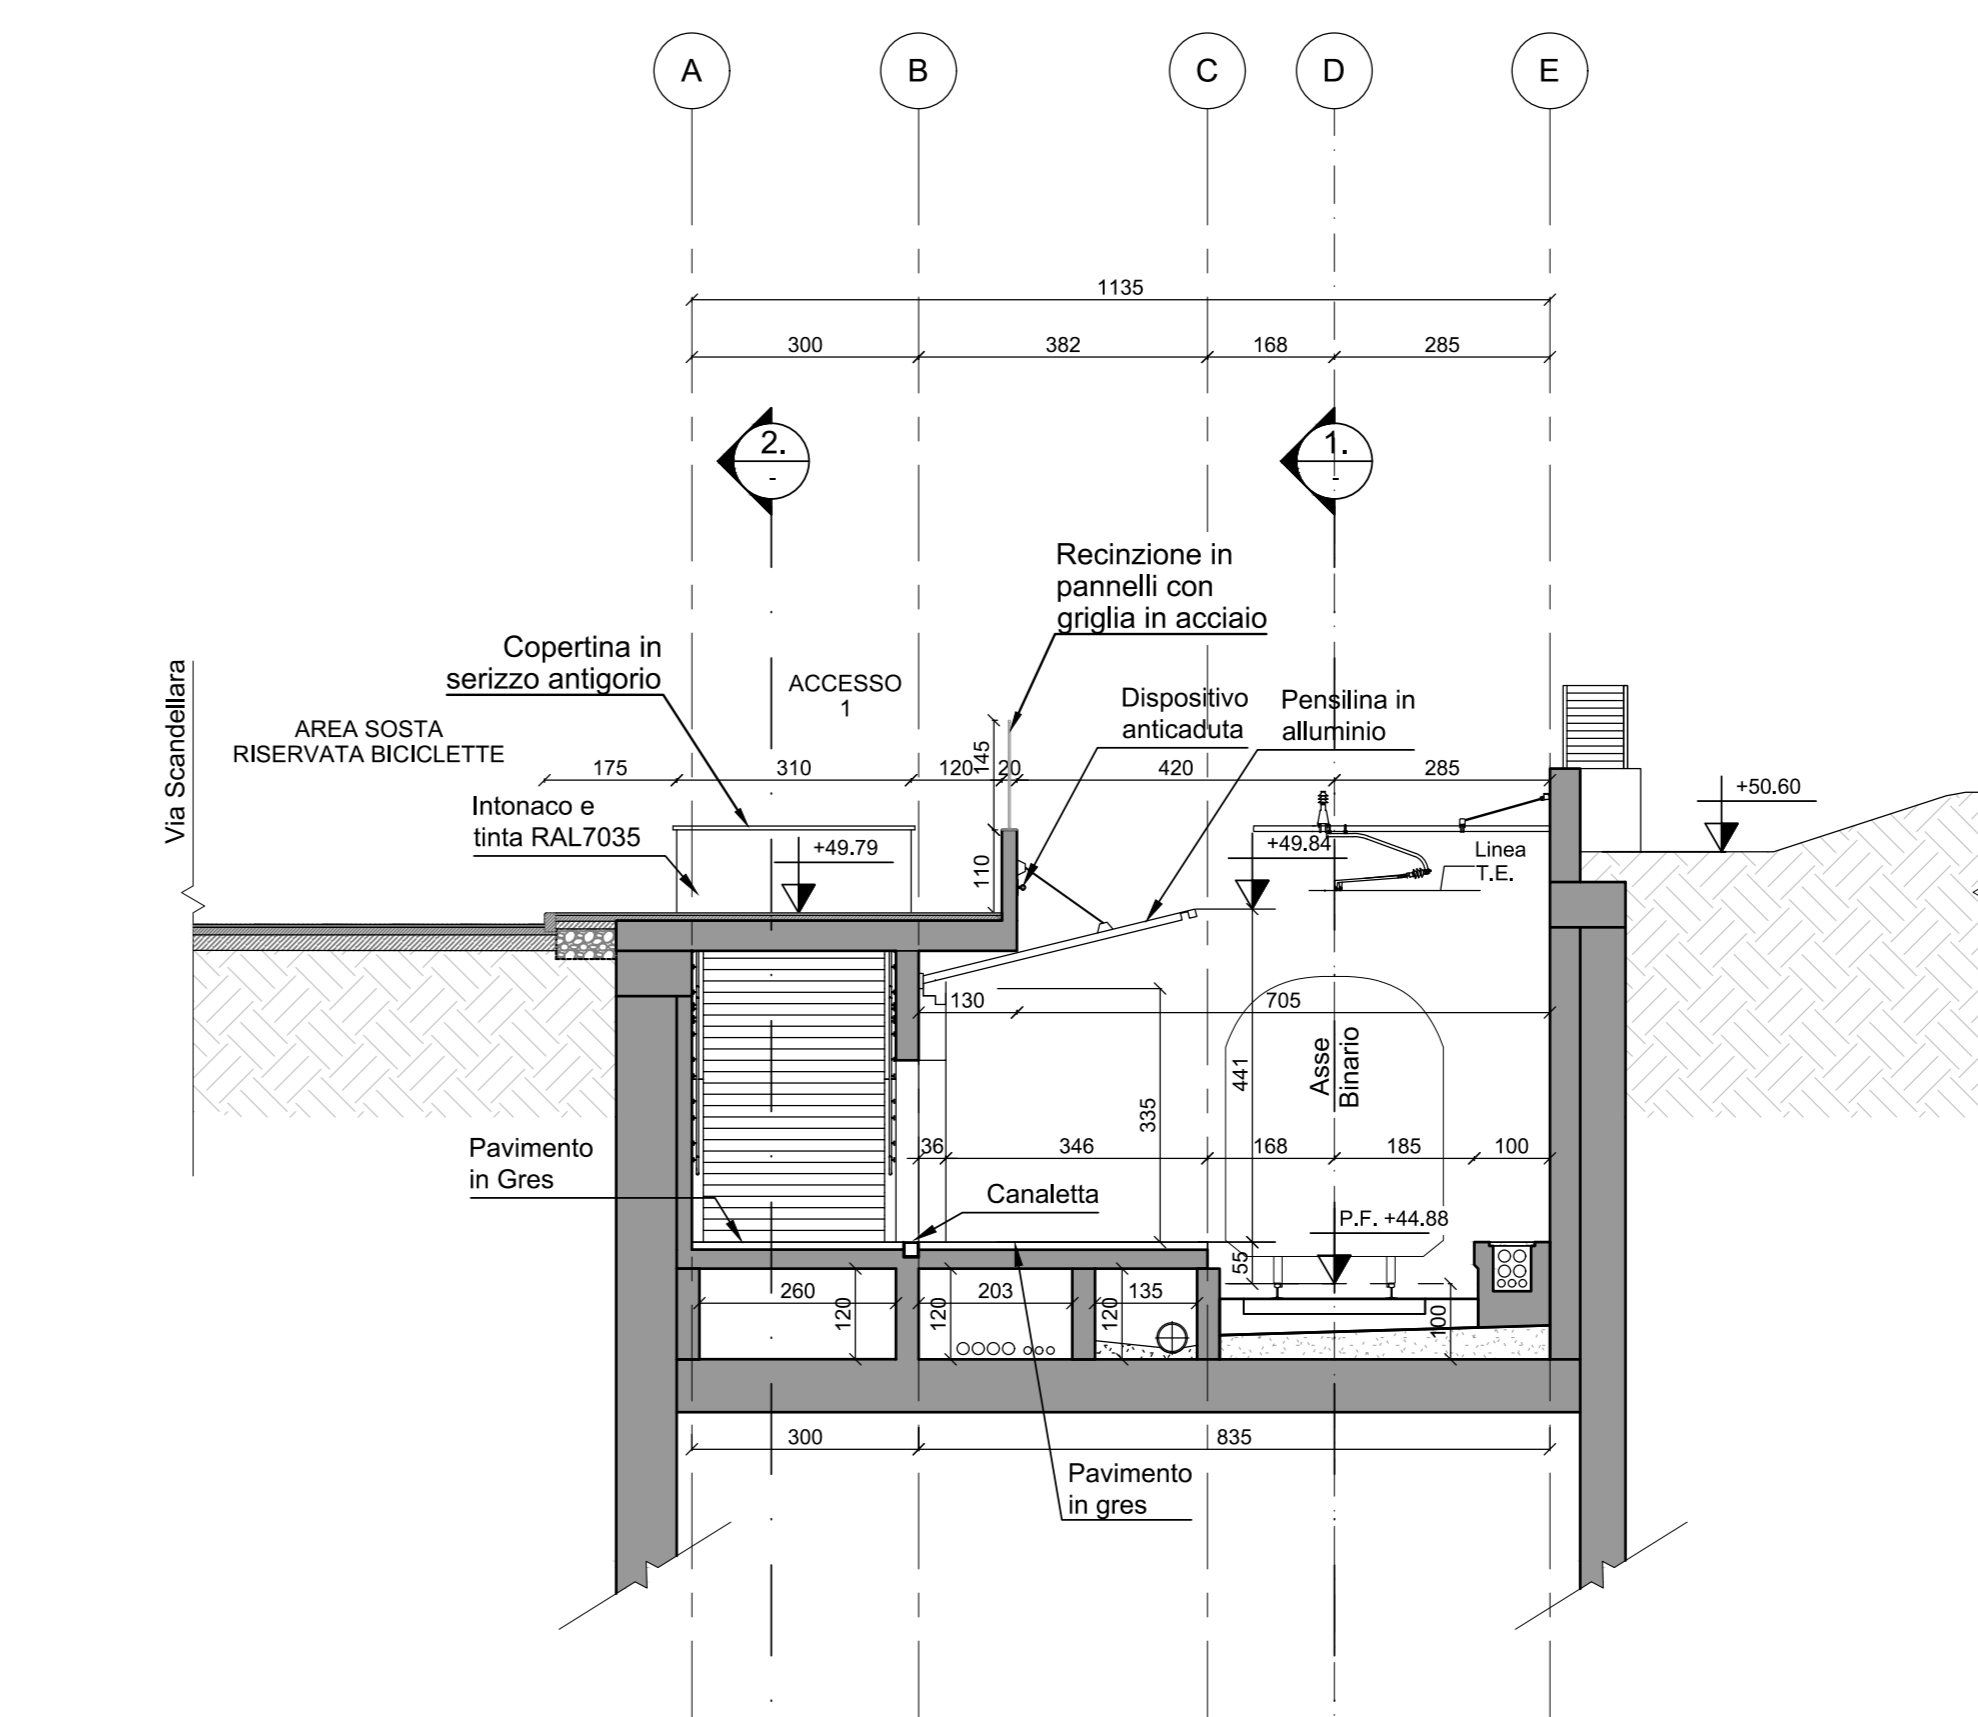 A
B
C
D
E
1135
300
382
168
285
2.
-
1.
-
Recinzione in
pannelli con
griglia in acciaio
Copertina in
serizzo antigorio
ACCESSO
1
Dispositivo
anticaduta
Pensilina in
alluminio
Via Scandellara
AREA SOSTA
RISERVATA BICICLETTE
175
310
120
20
145
420
285
+50.60
Intonaco e
tinta RAL7035
+49.79
110
+49.84
Linea
T.E.
130
705
441
Asse
Binario
335
Pavimento
in Gres
36
346
168
185
100
Canaletta
P.F. +44.88
55
260
120
120
203
120
135
100
300
835
Pavimento
in gres